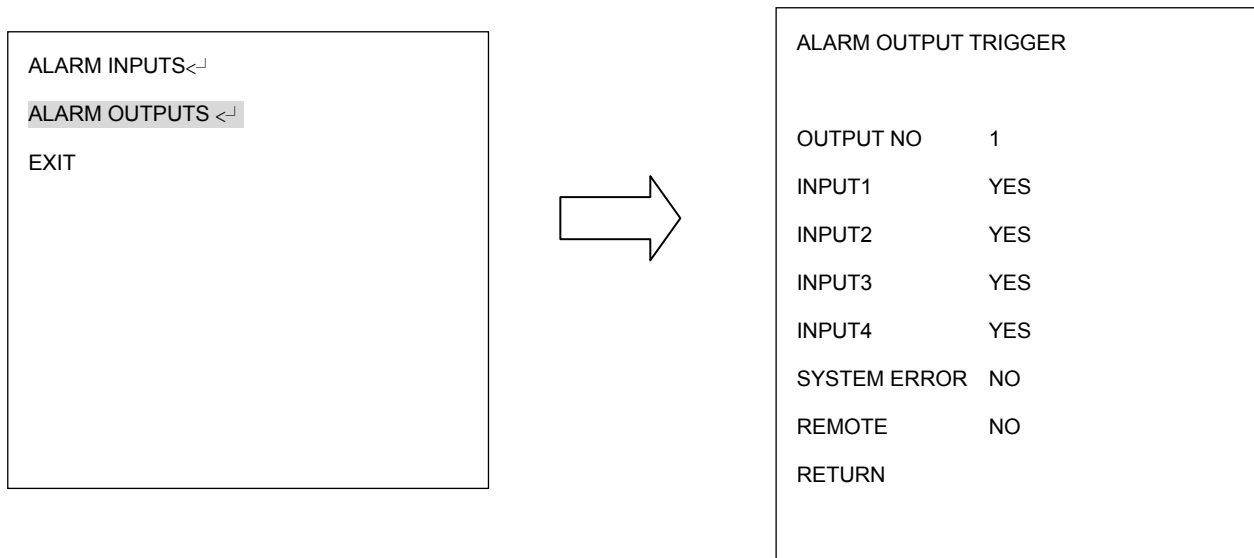 ALARM INPUTS<┘
ALARM OUTPUTS <┘
EXIT
ALARM OUTPUT TRIGGER
OUTPUT NO 1
INPUT1 YES
INPUT2 YES
INPUT3 YES
INPUT4 YES
SYSTEM ERROR NO
REMOTE NO
RETURN